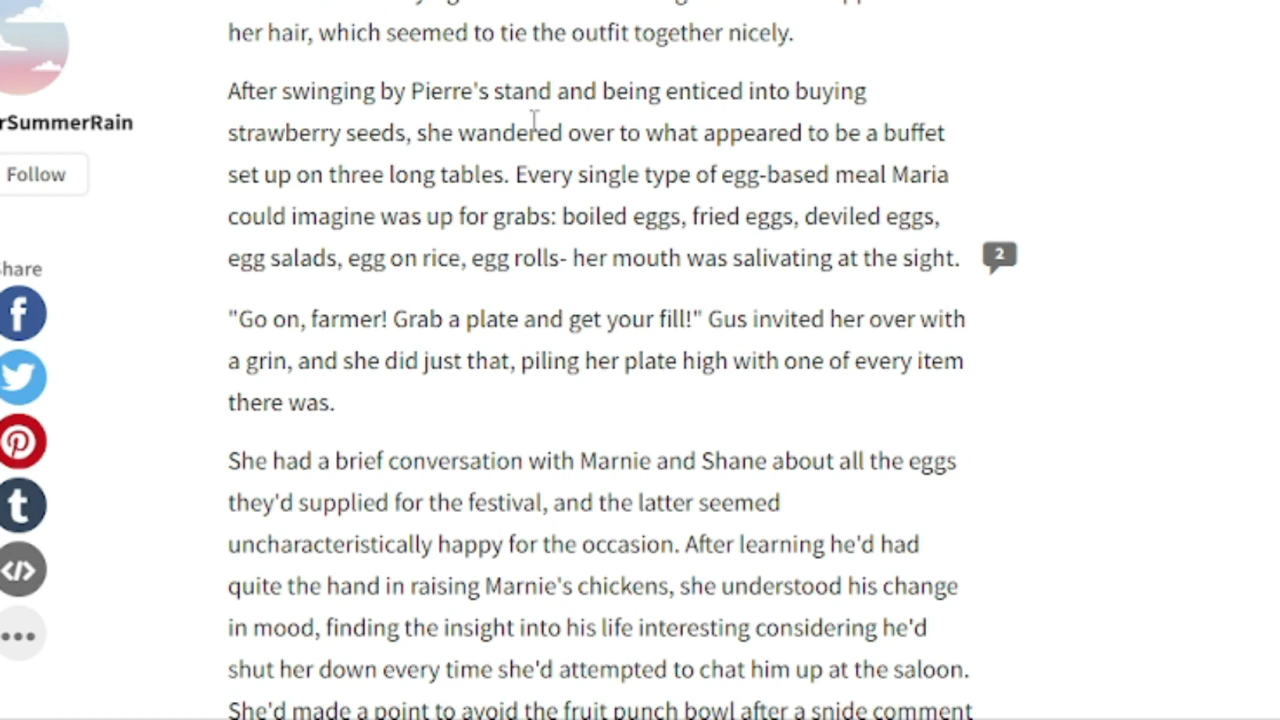 her hair, which seemed to tie the outfit together nicely.
After swinging by Pierre's stand and being enticed into buying
rSummerRain
strawberry seeds, she wandered over to what appeared to be a buffet
Follow
set up on three long tables. Every single type of egg-based meal Maria
could imagine was up for grabs: boiled eggs, fried eggs, deviled eggs,
egg salads, egg on rice, egg rolls- her mouth was salivating at the sight.
2
hare
"Go on, farmer! Grab a plate and get your fill!" Gus invited her over with
a grin, and she did just that, piling her plate high with one of every item
there was.
She had a brief conversation with Marnie and Shane about all the eggs
they'd supplied for the festival, and the latter seemed
uncharacteristically happy for the occasion. After learning he'd had
quite the hand in raising Marnie's chickens, she understood his change
in mood, finding the insight into his life interesting considering he'd
shut her down every time she'd attempted to chat him up at the saloon.
She'd made a point to avoid the fruit punch bowl after a snide comment